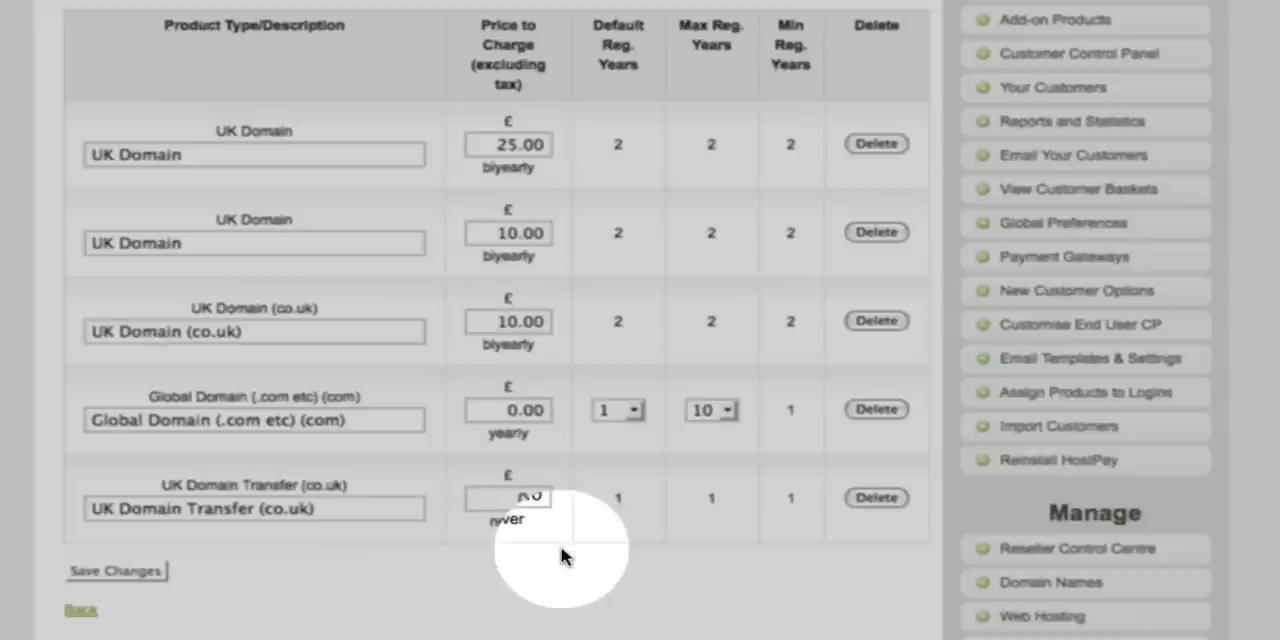 Product Type/Description
Price to Charge (excluding tax)
Default Reg. Years
Max Reg. Years
Min Reg. Years
Delete
UK Domain
UK Domain
£
25.00
biyearly
2
2
2
Delete
UK Domain
UK Domain
£
10.00
biyearly
2
2
2
Delete
UK Domain (co.uk)
UK Domain (co.uk)
£
10.00
biyearly
2
2
2
Delete
Global Domain (.com etc) (com)
Global Domain (.com etc) (com)
£
0.00
yearly
1
10
1
Delete
UK Domain Transfer (co.uk)
UK Domain Transfer (co.uk)
£
never
1
1
1
Delete
Save Changes
Back
Add-on Products
Customer Control Panel
Your Customers
Reports and Statistics
Email Your Customers
View Customer Baskets
Global Preferences
Payment Gateways
New Customer Options
Customise End User CP
Email Templates & Settings
Assign Products to Logins
Import Customers
Reinstall HostPay
Manage
Reseller Control Centre
Domain Names
Web Hosting